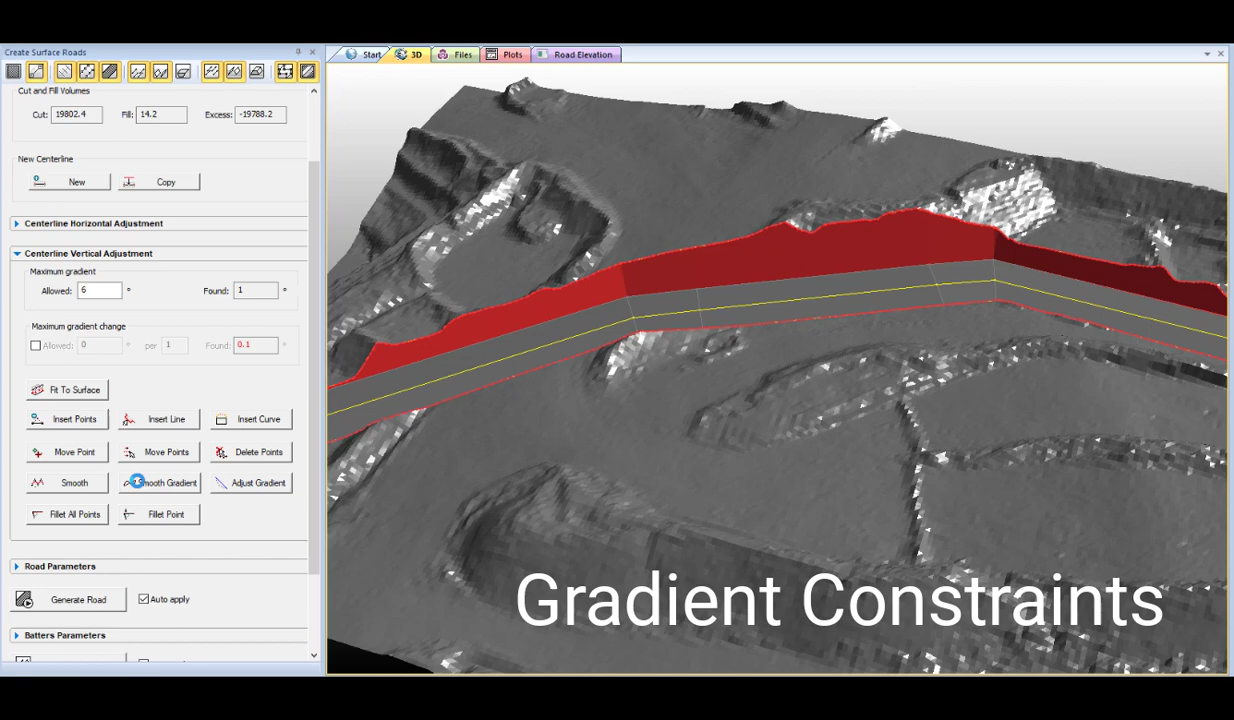 Create Surface Roads
Start
3D
Files
Plots
Road Elevation
Cut and Fill Volumes
Cut: 19802.4 Fill: 14.2 Excess: -19788.2
New Centerline
New Copy
Centerline Horizontal Adjustment
Centerline Vertical Adjustment
Maximum gradient
Allowed: 6 ° Found: 1 °
Maximum gradient change
Allowed: 0 ° per 1 Found: 0.1 °
Fit To Surface
Insert Points Insert Line Insert Curve
Move Point Move Points Delete Points
Smooth mooth Gradient Adjust Gradient
Fillet All Points Fillet Point
Road Parameters
Generate Road Auto apply
Batters Parameters
Gradient Constraints